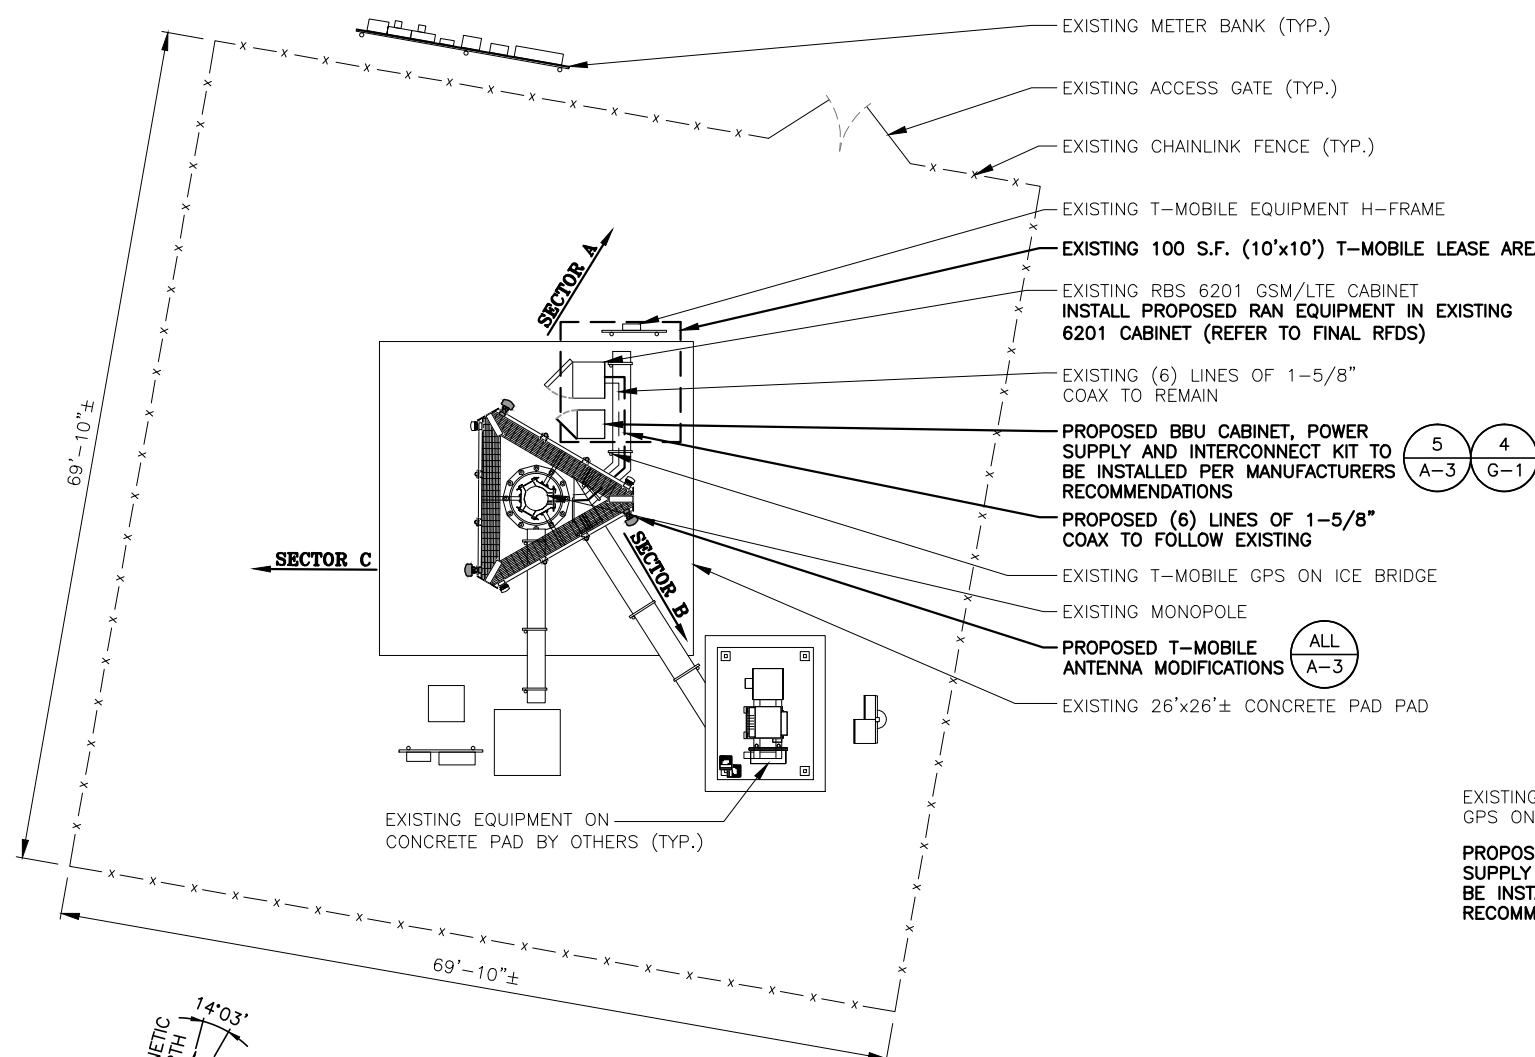 EXISTING METER BANK (TYP.)
EXISTING ACCESS GATE (TYP.)
EXISTING CHAINLINK FENCE (TYP.)
EXISTING T-MOBILE EQUIPMENT H-FRAME
EXISTING 100 S.F. (10'x10') T-MOBILE LEASE
EXISTING RBS 6201 GSM/LTE CABINET
INSTALL PROPOSED RAN EQUIPMENT IN EXISTING
6201 CABINET (REFER TO FINAL RFDS)
EXISTING (6) LINES OF 1-5/8"
COAX TO REMAIN
PROPOSED BBU CABINET, POWER
SUPPLY AND INTERCONNECT KIT TO
BE INSTALLED PER MANUFACTURERS
RECOMMENDATIONS
5
A-3
4
G-1
PROPOSED (6) LINES OF 1-5/8"
COAX TO FOLLOW EXISTING
EXISTING T-MOBILE GPS ON ICE BRIDGE
EXISTING MONOPOLE
PROPOSED T-MOBILE
ANTENNA MODIFICATIONS
ALL
A-3
EXISTING 26'x26'± CONCRETE PAD PAD
SECTOR A
SECTOR B
SECTOR C
69'-10"±
EXISTING EQUIPMENT ON
CONCRETE PAD BY OTHERS (TYP.)
69'-10"±
14°03'
EXISTING
GPS ON
SUPPLY